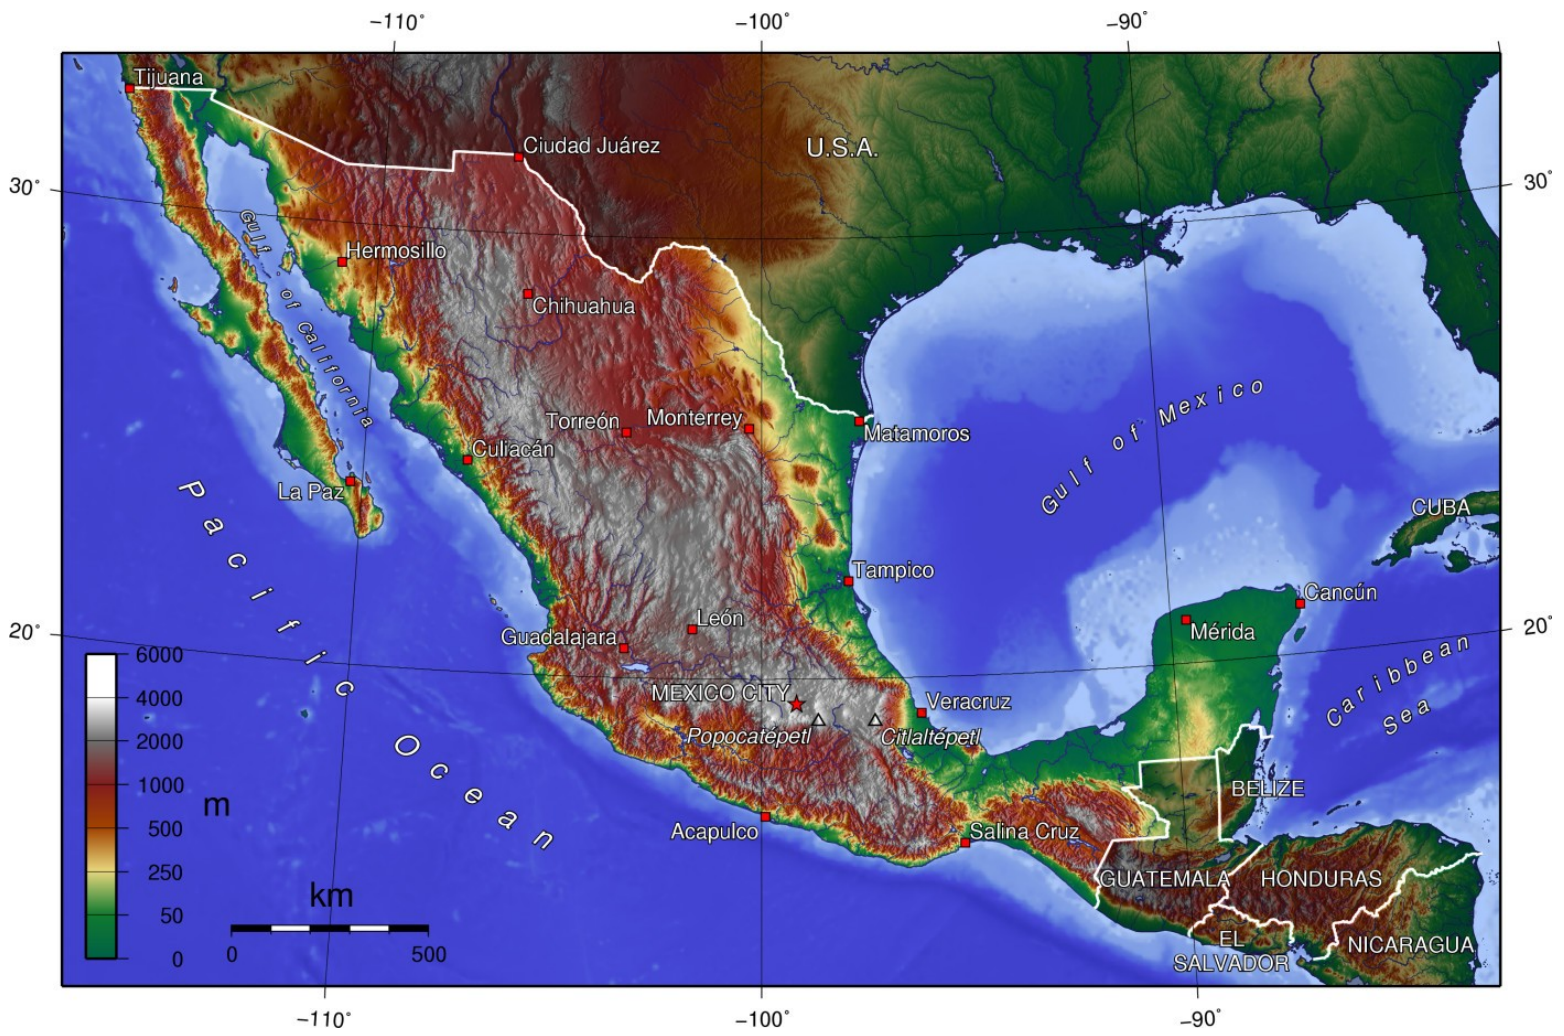 −110˚
−100˚
−90˚
Tijuana
Ciudad Juárez
U.S.A.
30˚
30˚
Gulf of California
Hermosillo
Chihuahua
Gulf of Mexico
Torreón
Monterrey
Matamoros
Culiacán
La Paz
Pacific Ocean
CUBA
Tampico
Cancún
León
Mérida
Guadalajara
20˚
20˚
Caribbean
Sea
MEXICO CITY
Veracruz
Popocatépetl
Citlaltépetl
BELIZE
Acapulco
Salina Cruz
GUATEMALA
HONDURAS
EL
SALVADOR
NICARAGUA
6000
4000
2000
1000
m
500
250
50
0
km
0
500
−110˚
−100˚
−90˚